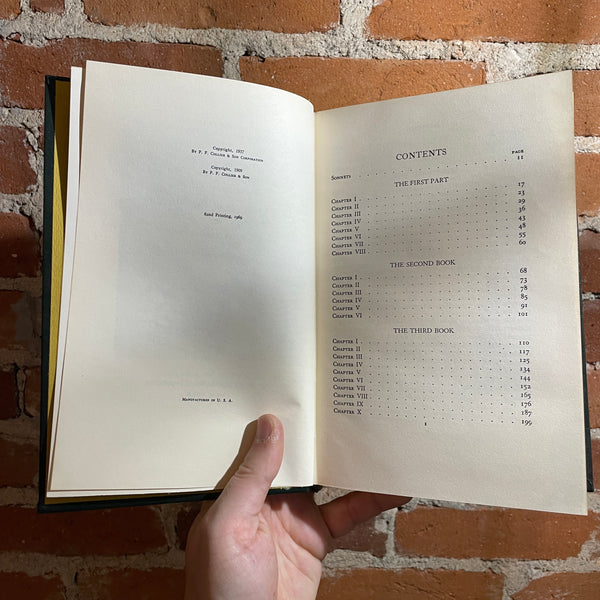 Copyright, 1937
By P. F. Collier & Son Corporation
Copyright, 1909
By P. F. Collier & Son
62nd Printing, 1969
Manufactured in U. S. A.
CONTENTS
PAGE
Sonnets . . . . . . . . . . . . 11
THE FIRST PART
Chapter I . . . . . . . . . . . . 17
Chapter II . . . . . . . . . . . . 23
Chapter III . . . . . . . . . . . . 29
Chapter IV . . . . . . . . . . . . 36
Chapter V . . . . . . . . . . . . 43
Chapter VI . . . . . . . . . . . . 48
Chapter VII . . . . . . . . . . . . 55
Chapter VIII . . . . . . . . . . . . 60
THE SECOND BOOK
Chapter I . . . . . . . . . . . . 68
Chapter II . . . . . . . . . . . . 73
Chapter III . . . . . . . . . . . . 78
Chapter IV . . . . . . . . . . . . 85
Chapter V . . . . . . . . . . . . 91
Chapter VI . . . . . . . . . . . . 101
THE THIRD BOOK
Chapter I . . . . . . . . . . . . 110
Chapter II . . . . . . . . . . . . 117
Chapter III . . . . . . . . . . . . 125
Chapter IV . . . . . . . . . . . . 134
Chapter V . . . . . . . . . . . . 144
Chapter VI . . . . . . . . . . . . 152
Chapter VII . . . . . . . . . . . . 165
Chapter VIII . . . . . . . . . . . . 176
Chapter IX . . . . . . . . . . . . 187
Chapter X . . . . . . . . . . . . 199
1